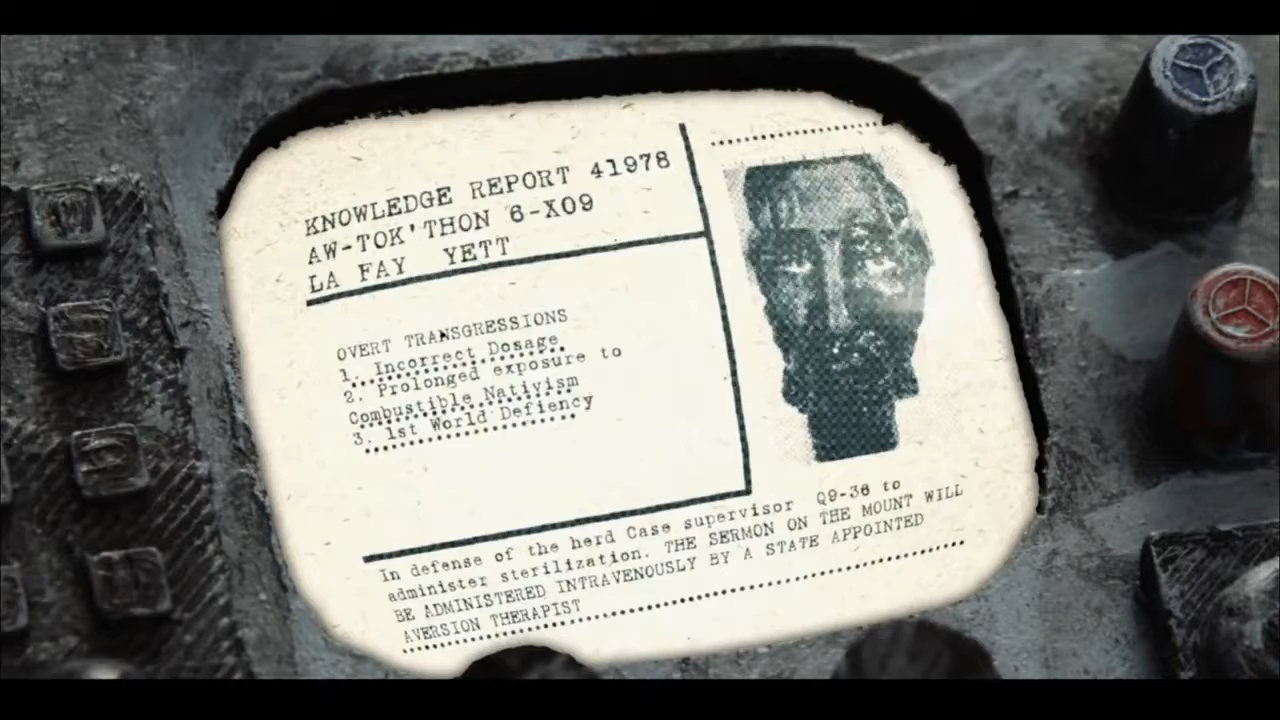 KNOWLEDGE REPORT 41978
AW-TOK'THON 6-X09
LA FAY YETT
OVERT TRANSGRESSIONS
1. Incorrect Dosage
2. Prolonged exposure to
Combustible Nativism
3. 1st World Defiency
In defense of the herd Case supervisor Q9-36 to
administer sterilization. THE SERMON ON THE MOUNT WILL
BE ADMINISTERED INTRAVENOUSLY BY A STATE APPOINTED
AVERSION THERAPIST